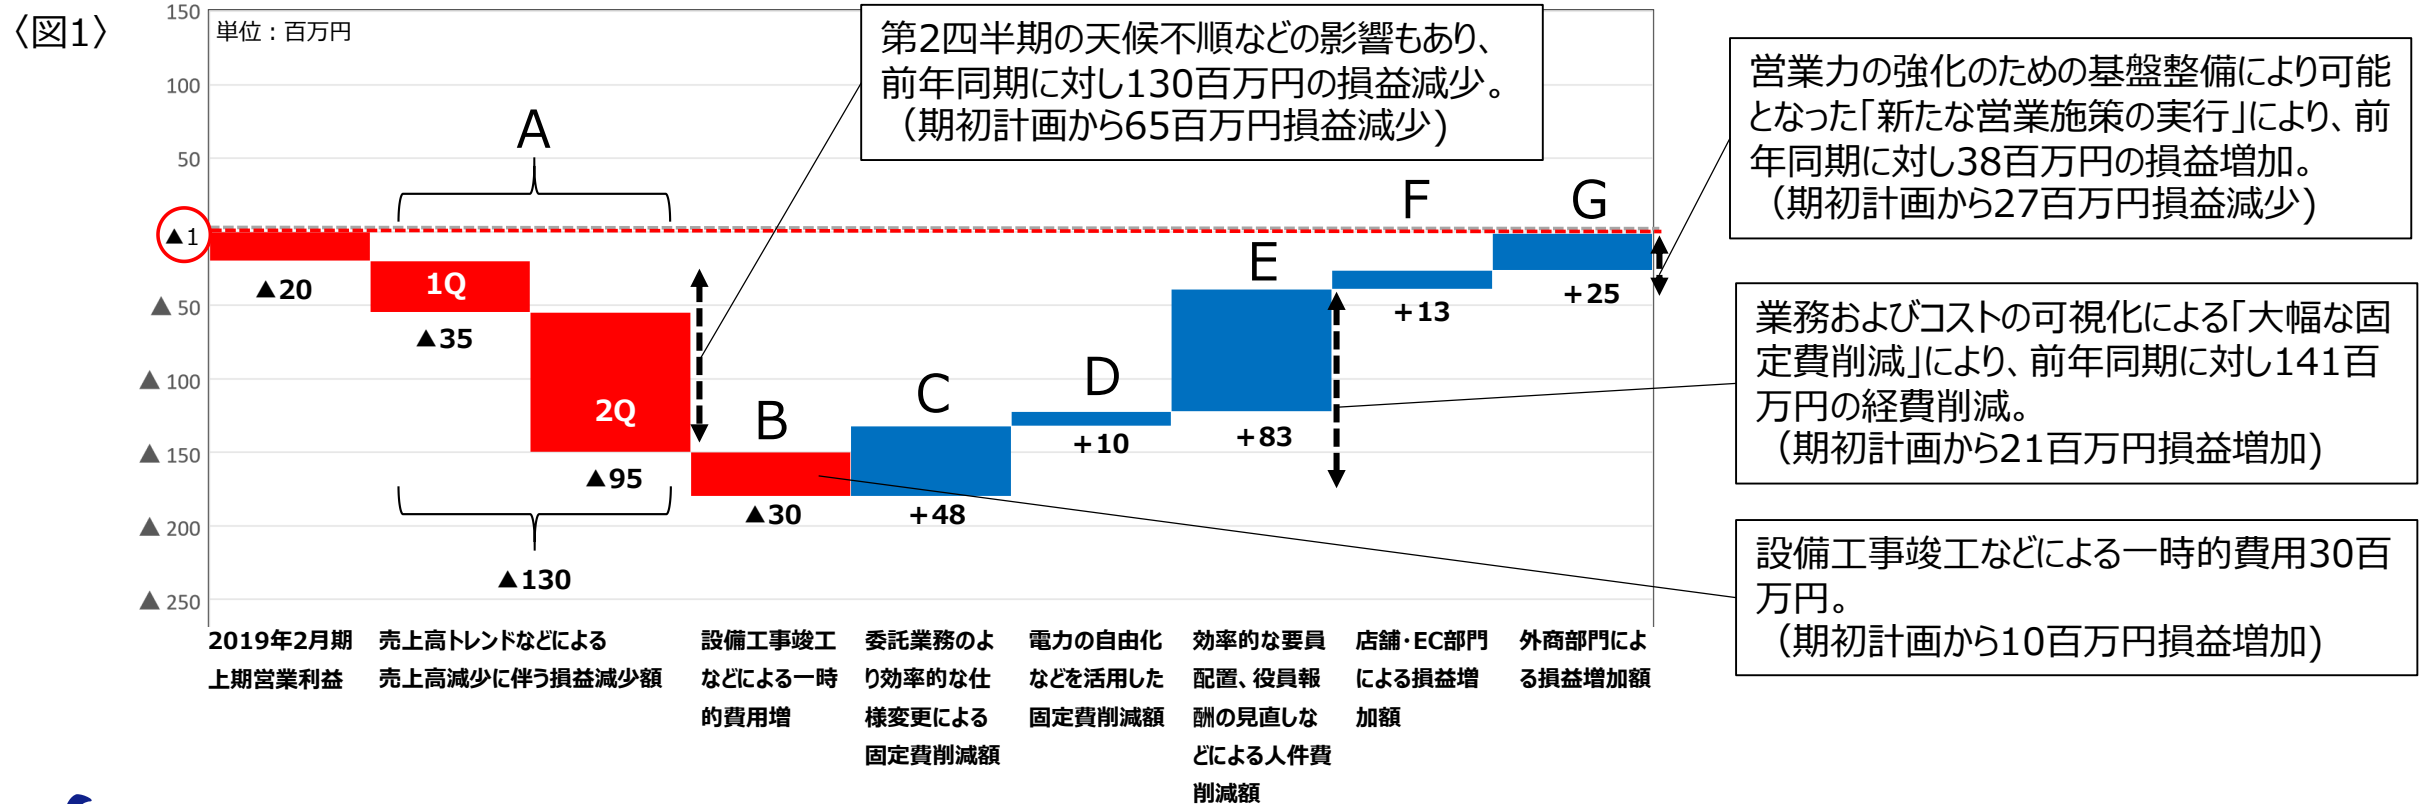 〈図1〉
単位：百万円
150
100
50
▲1
▲ 50
▲ 100
▲ 150
▲ 200
▲ 250
A
B
C
D
E
F
G
1Q
2Q
▲20
▲35
▲95
▲130
▲30
+48
+10
+83
+13
+25
第2四半期の天候不順などの影響もあり、
前年同期に対し130百万円の損益減少。
（期初計画から65百万円損益減少)
営業力の強化のための基盤整備により可能
となった「新たな営業施策の実行」により、前
年同期に対し38百万円の損益増加。
（期初計画から27百万円損益減少)
業務およびコストの可視化による「大幅な固
定費削減」により、前年同期に対し141百
万円の経費削減。
（期初計画から21百万円損益増加)
設備工事竣工などによる一時的費用30百
万円。
（期初計画から10百万円損益増加)
2019年2月期
上期営業利益
売上高トレンドなどによる
売上高減少に伴う損益減少額
設備工事竣工
などによる一時
的費用増
委託業務のよ
り効率的な仕
様変更による
固定費削減額
電力の自由化
などを活用した
固定費削減額
効率的な要員
配置、役員報
酬の見直しな
どによる人件費
削減額
店舗・EC部門
による損益増
加額
外商部門によ
る損益増加額